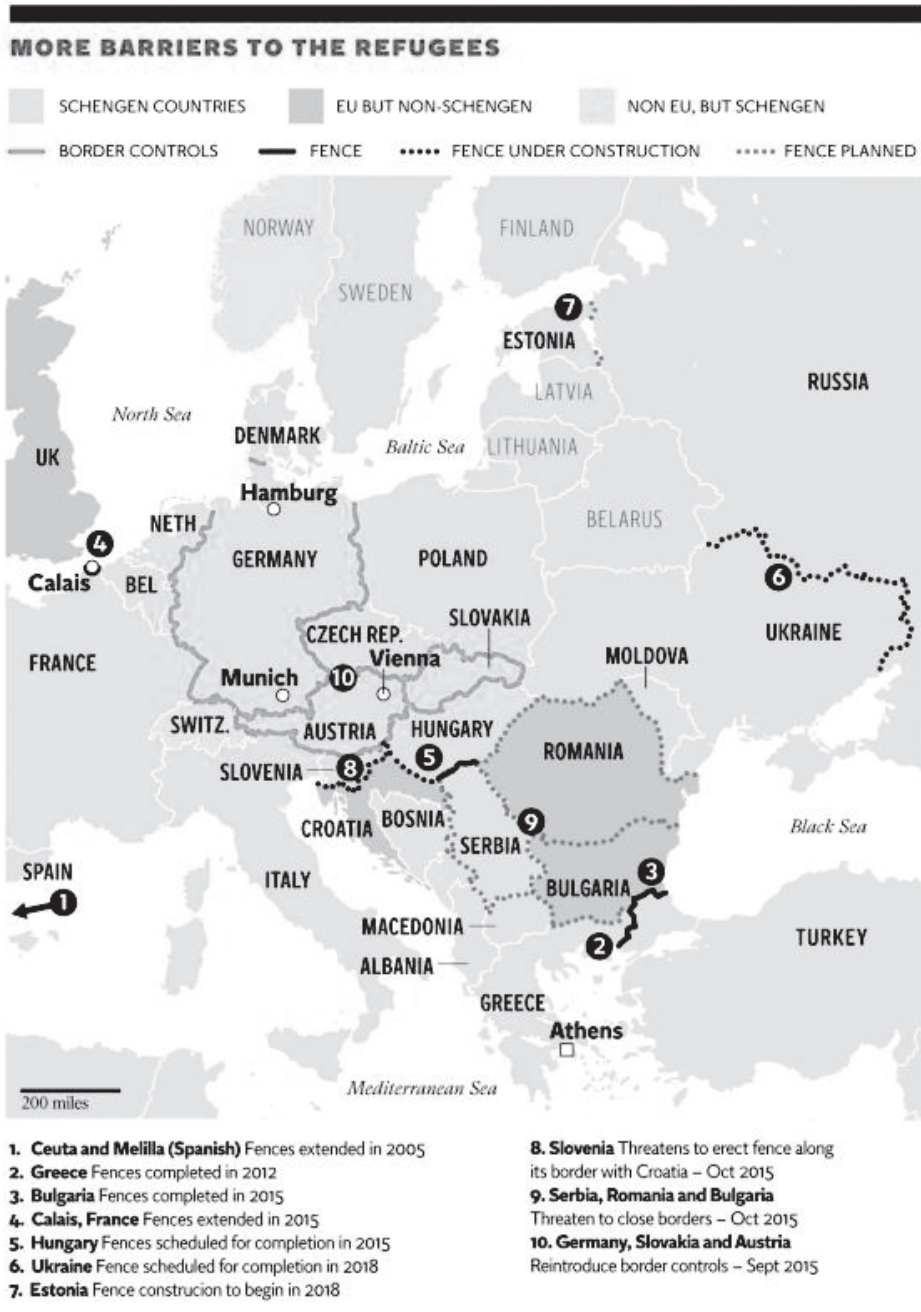 MORE BARRIERS TO THE REFUGEES
SCHENGEN COUNTRIES
EU BUT NON-SCHENGEN
NON EU, BUT SCHENGEN
BORDER CONTROLS
FENCE
FENCE UNDER CONSTRUCTION
FENCE PLANNED
NORWAY
FINLAND
SWEDEN
7
ESTONIA
RUSSIA
LATVIA
North Sea
DENMARK
Baltic Sea
LITHUANIA
UK
Hamburg
BELARUS
NETH
4
GERMANY
POLAND
Calais
BEL
6
SLOVAKIA
CZECH REP.
UKRAINE
FRANCE
Vienna
MOLDOVA
Munich
10
SWITZ.
AUSTRIA
HUNGARY
ROMANIA
SLOVENIA
8
5
CROATIA
BOSNIA
9
Black Sea
SERBIA
SPAIN
ITALY
BULGARIA
3
1
MACEDONIA
2
TURKEY
ALBANIA
GREECE
Athens
200 miles
Mediterranean Sea
1. Ceuta and Melilla (Spanish) Fences extended in 2005
2. Greece Fences completed in 2012
3. Bulgaria Fences completed in 2015
4. Calais, France Fences extended in 2015
5. Hungary Fences scheduled for completion in 2015
6. Ukraine Fence scheduled for completion in 2018
7. Estonia Fence construcion to begin in 2018
8. Slovenia Threatens to erect fence along
its border with Croatia – Oct 2015
9. Serbia, Romania and Bulgaria
Threaten to close borders – Oct 2015
10. Germany, Slovakia and Austria
Reintroduce border controls – Sept 2015